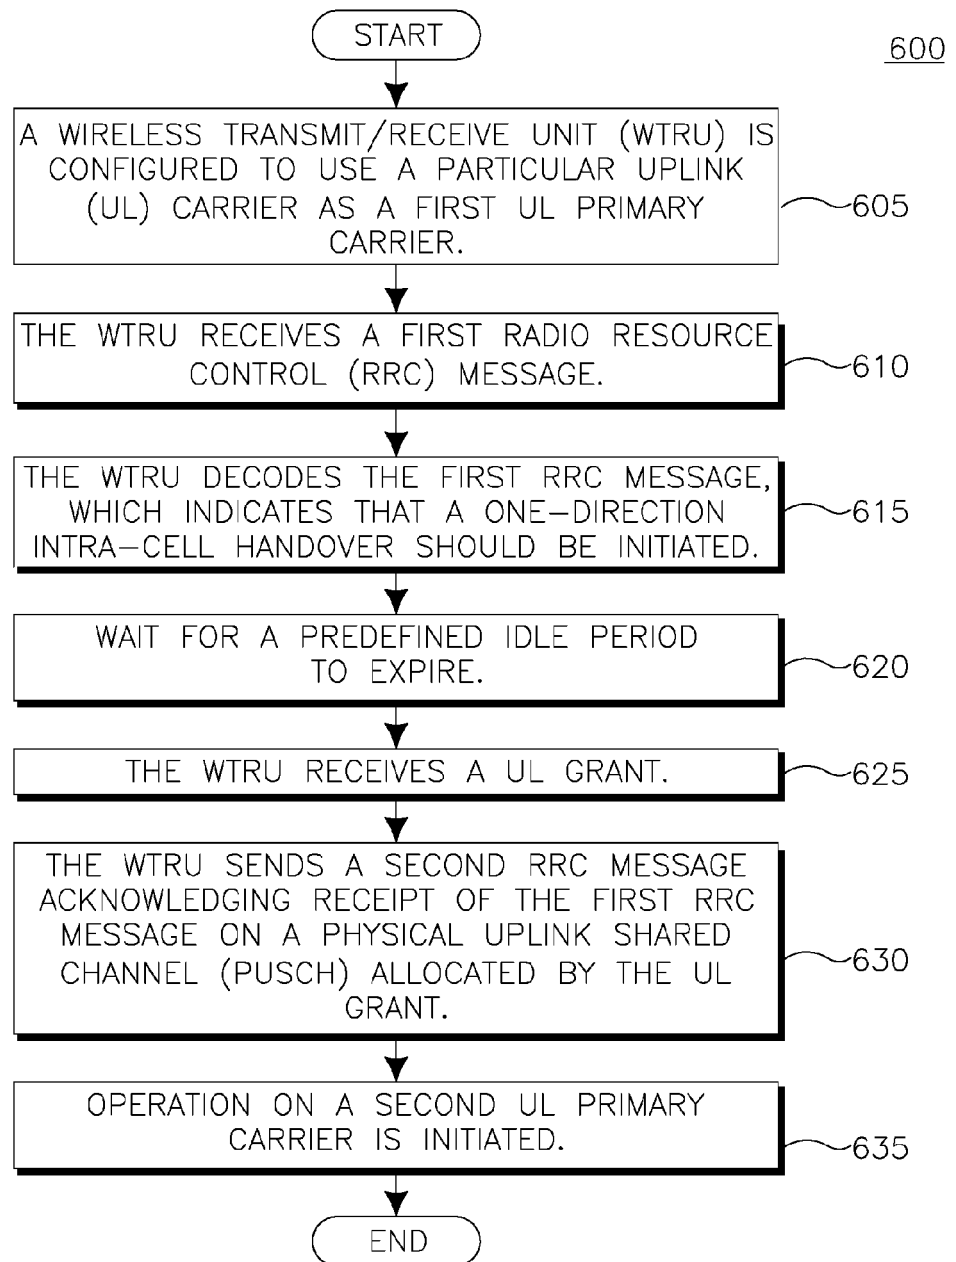 START
600
A WIRELESS TRANSMIT/RECEIVE UNIT (WTRU) IS
CONFIGURED TO USE A PARTICULAR UPLINK
(UL) CARRIER AS A FIRST UL PRIMARY
CARRIER.
605
THE WTRU RECEIVES A FIRST RADIO RESOURCE
CONTROL (RRC) MESSAGE.
610
THE WTRU DECODES THE FIRST RRC MESSAGE,
WHICH INDICATES THAT A ONE-DIRECTION
INTRA-CELL HANDOVER SHOULD BE INITIATED.
615
WAIT FOR A PREDEFINED IDLE PERIOD
TO EXPIRE.
620
THE WTRU RECEIVES A UL GRANT.
625
THE WTRU SENDS A SECOND RRC MESSAGE
ACKNOWLEDGING RECEIPT OF THE FIRST RRC
MESSAGE ON A PHYSICAL UPLINK SHARED
CHANNEL (PUSCH) ALLOCATED BY THE UL
GRANT.
630
OPERATION ON A SECOND UL PRIMARY
CARRIER IS INITIATED.
635
END